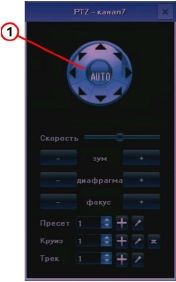 PTZ - канал7
1
AUTO
Скорость
- зум +
- диафрагма +
- фокус +
Пресет 1
Круиз 1
Трек 1